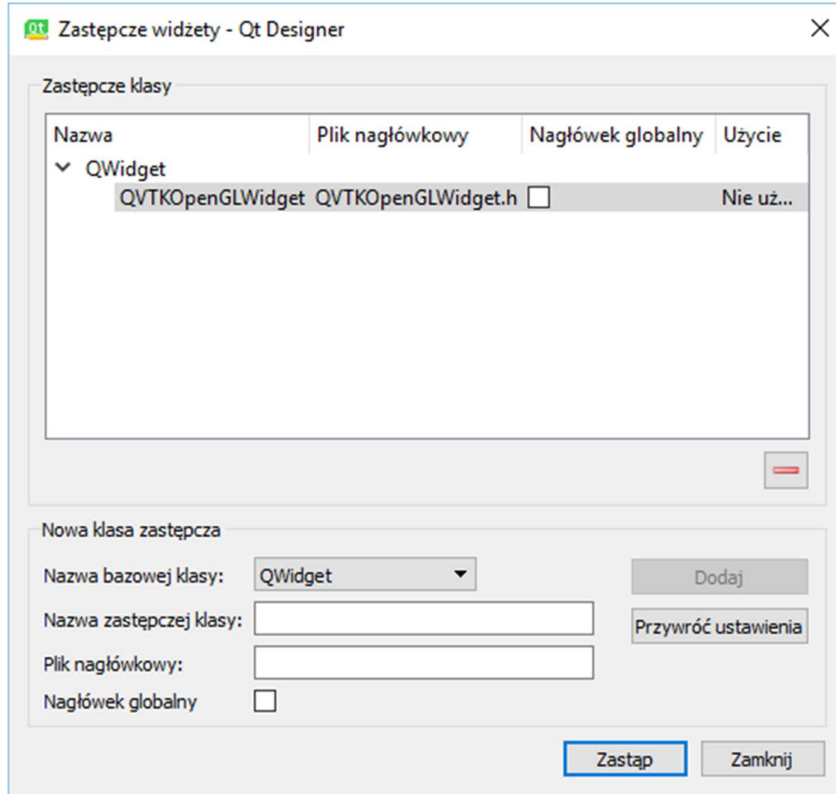 Qt Zastępcze widżety - Qt Designer
Zastępcze klasy
Nazwa Plik nagłówkowy Nagłówek globalny Użycie
QWidget
QVTKOpenGLWidget QVTKOpenGLWidget.h Nie uż...
Nowa klasa zastępcza
Nazwa bazowej klasy: QWidget Dodaj
Nazwa zastępczej klasy: Przywróć ustawienia
Plik nagłówkowy:
Nagłówek globalny
Zastąp Zamknij